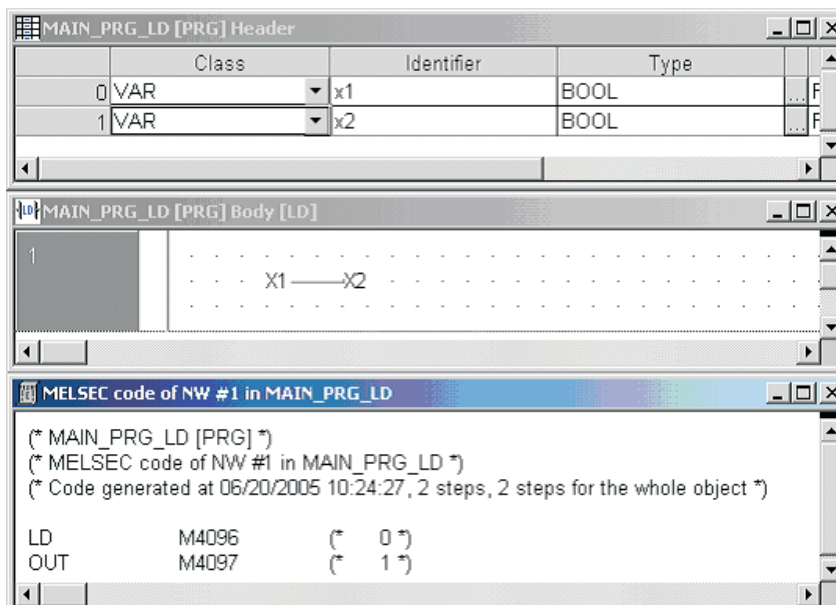 MAIN_PRG_LD [PRG] Header
Class Identifier Type
0 VAR x1 BOOL ... F
1 VAR x2 BOOL ... F
MAIN_PRG_LD [PRG] Body [LD]
1
X1 X2
MELSEC code of NW #1 in MAIN_PRG_LD
(* MAIN_PRG_LD [PRG] *)
(* MELSEC code of NW #1 in MAIN_PRG_LD *)
(* Code generated at 06/20/2005 10:24:27, 2 steps, 2 steps for the whole object *)
LD M4096 (* 0 *)
OUT M4097 (* 1 *)